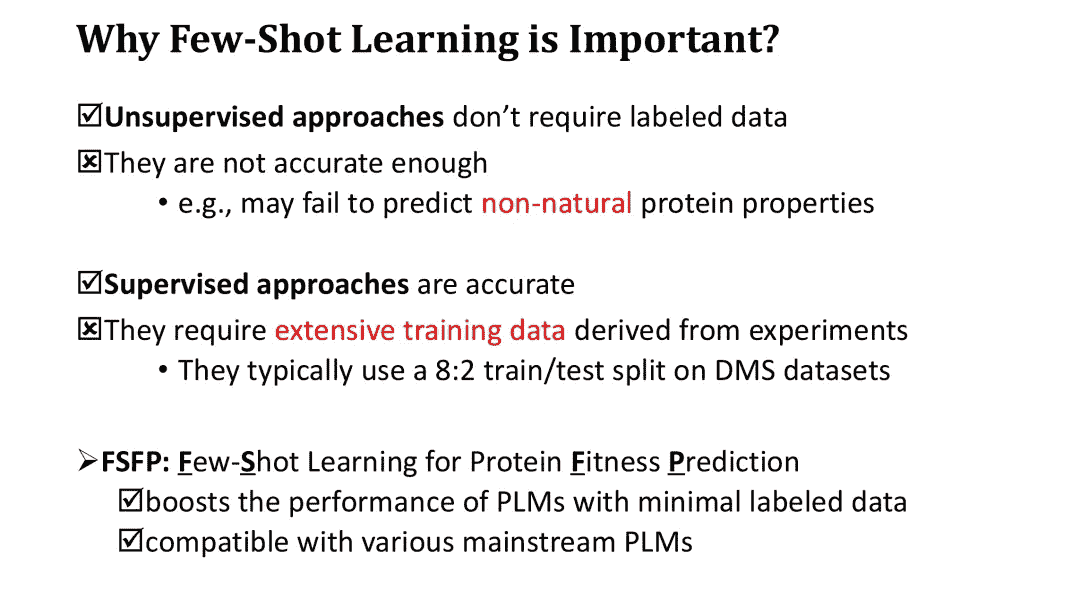 Why Few-Shot Learning is Important?
☑Unsupervised approaches don’t require labeled data
☒They are not accurate enough
• e.g., may fail to predict non-natural protein properties
☑Supervised approaches are accurate
☒They require extensive training data derived from experiments
• They typically use a 8:2 train/test split on DMS datasets
➢FSFP: Few-Shot Learning for Protein Fitness Prediction
☑boosts the performance of PLMs with minimal labeled data
☑compatible with various mainstream PLMs